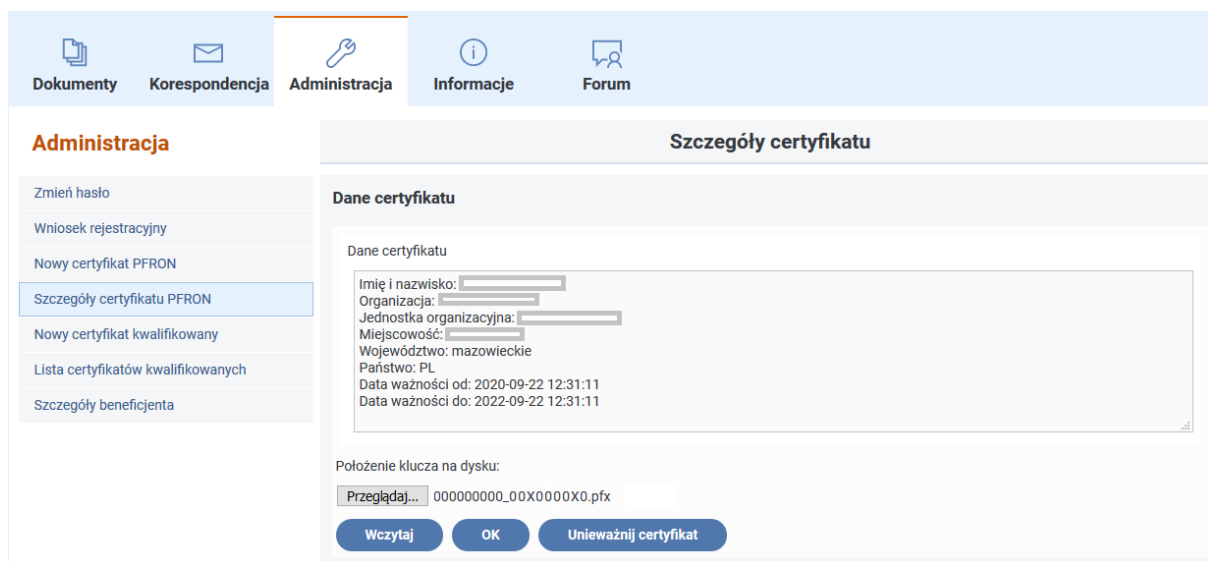 Dokumenty Korespondencja Administracja Informacje Forum
Administracja
Zmień hasło
Wniosek rejestracyjny
Nowy certyfikat PFRON
Szczegóły certyfikatu PFRON
Nowy certyfikat kwalifikowany
Lista certyfikatów kwalifikowanych
Szczegóły beneficjenta
Szczegóły certyfikatu
Dane certyfikatu
Dane certyfikatu
Imię i nazwisko:
Organizacja:
Jednostka organizacyjna:
Miejscowość:
Województwo: mazowieckie
Państwo: PL
Data ważności od: 2020-09-22 12:31:11
Data ważności do: 2022-09-22 12:31:11
Położenie klucza na dysku:
Przeglądaj... 000000000_00X0000X0.pfx
Wczytaj OK Unieważnij certyfikat